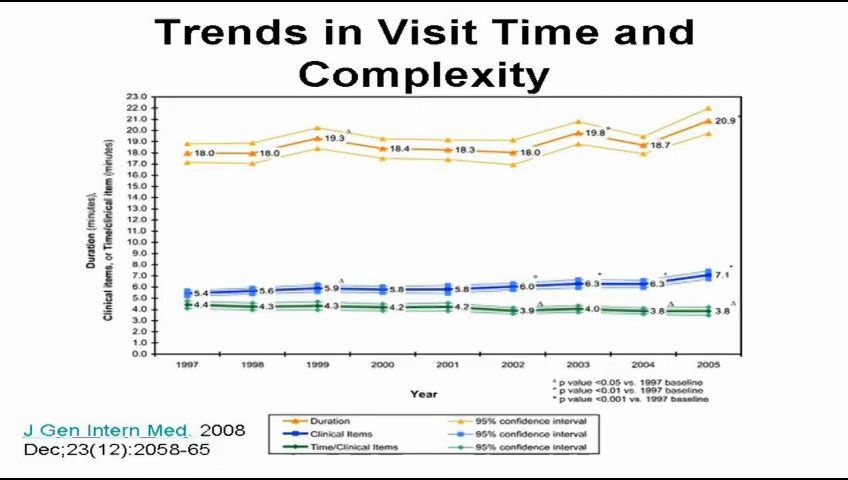 Trends in Visit Time and
Complexity
Duration (minutes),
Clinical items, or Time/clinical item (minutes)
23.0
22.0
21.0
20.0
19.0
18.0
17.0
16.0
15.0
14.0
13.0
12.0
11.0
10.0
9.0
8.0
7.0
6.0
5.0
4.0
3.0
2.0
1.0
0.0
18.0 18.0 19.3 Δ 18.4 18.3 18.0 19.8 * 18.7 20.9 *
5.4 5.6 5.9 Δ 5.8 5.8 6.0 ° 6.3 * 6.3 * 7.1 *
4.4 4.3 4.3 4.2 4.2 3.9 Δ 4.0 3.8 Δ 3.8 Δ
1997 1998 1999 2000 2001 2002 2003 2004 2005
Year
Δ p value <0.05 vs. 1997 baseline
° p value <0.01 vs. 1997 baseline
* p value <0.001 vs. 1997 baseline
Duration 95% confidence interval
Clinical Items 95% confidence interval
Time/Clinical Items 95% confidence interval
J Gen Intern Med. 2008
Dec;23(12):2058-65